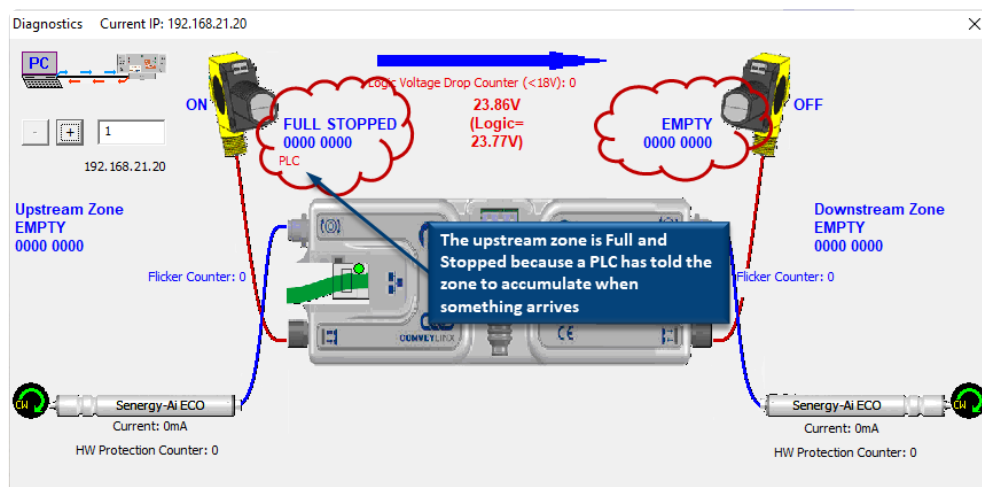 Diagnostics Current IP: 192.168.21.20
PC
Logic Voltage Drop Counter (<18V): 0
ON
23.86V
(Logic=
23.77V)
OFF
FULL STOPPED
0000 0000
PLC
EMPTY
0000 0000
- + 1
192.168.21.20
Upstream Zone
EMPTY
0000 0000
Downstream Zone
EMPTY
0000 0000
The upstream zone is Full and
Stopped because a PLC has told the
zone to accumulate when
something arrives
Flicker Counter: 0
Flicker Counter: 0
CONVEYLINX
CE
CW
Senergy-Ai ECO
Current: 0mA
HW Protection Counter: 0
Senergy-Ai ECO
CW
Current: 0mA
HW Protection Counter: 0